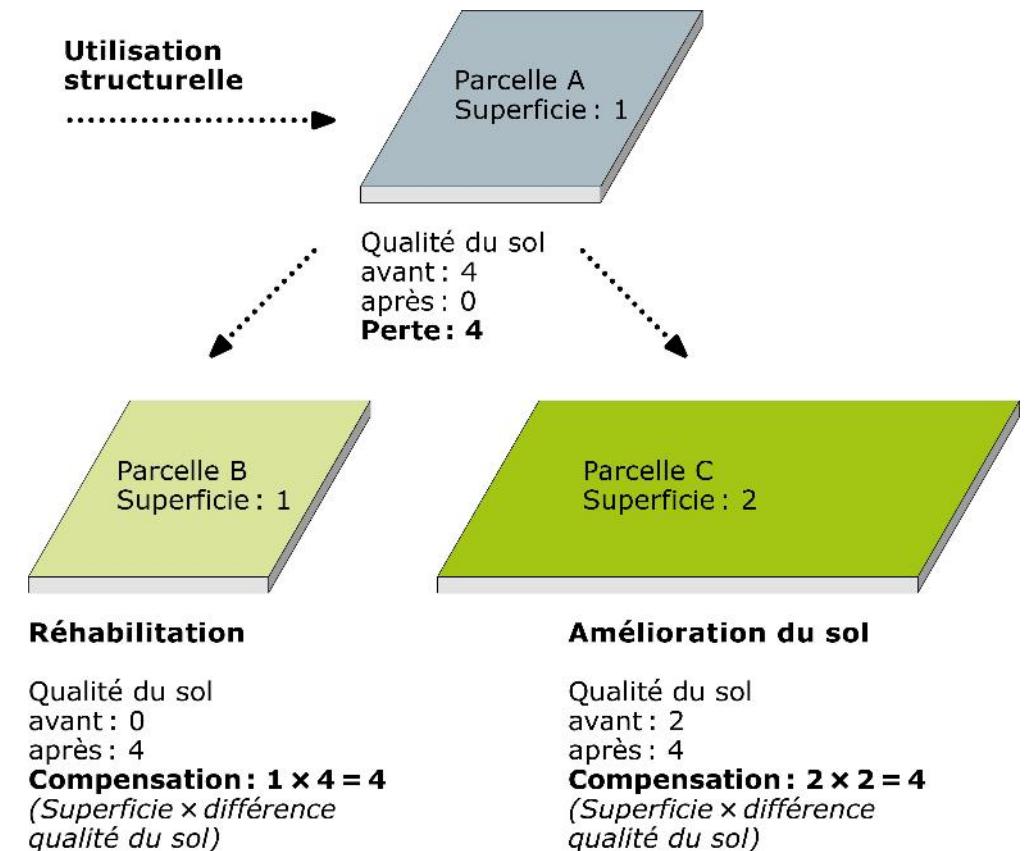 Utilisation
structurelle
Parcelle A
Superficie : 1
Qualité du sol
avant : 4
après : 0
Perte : 4
Parcelle B
Superficie : 1
Réhabilitation
Qualité du sol
avant : 0
après : 4
Compensation : 1 × 4 = 4
(Superficie × différence
qualité du sol)
Parcelle C
Superficie : 2
Amélioration du sol
Qualité du sol
avant : 2
après : 4
Compensation : 2 × 2 = 4
(Superficie × différence
qualité du sol)